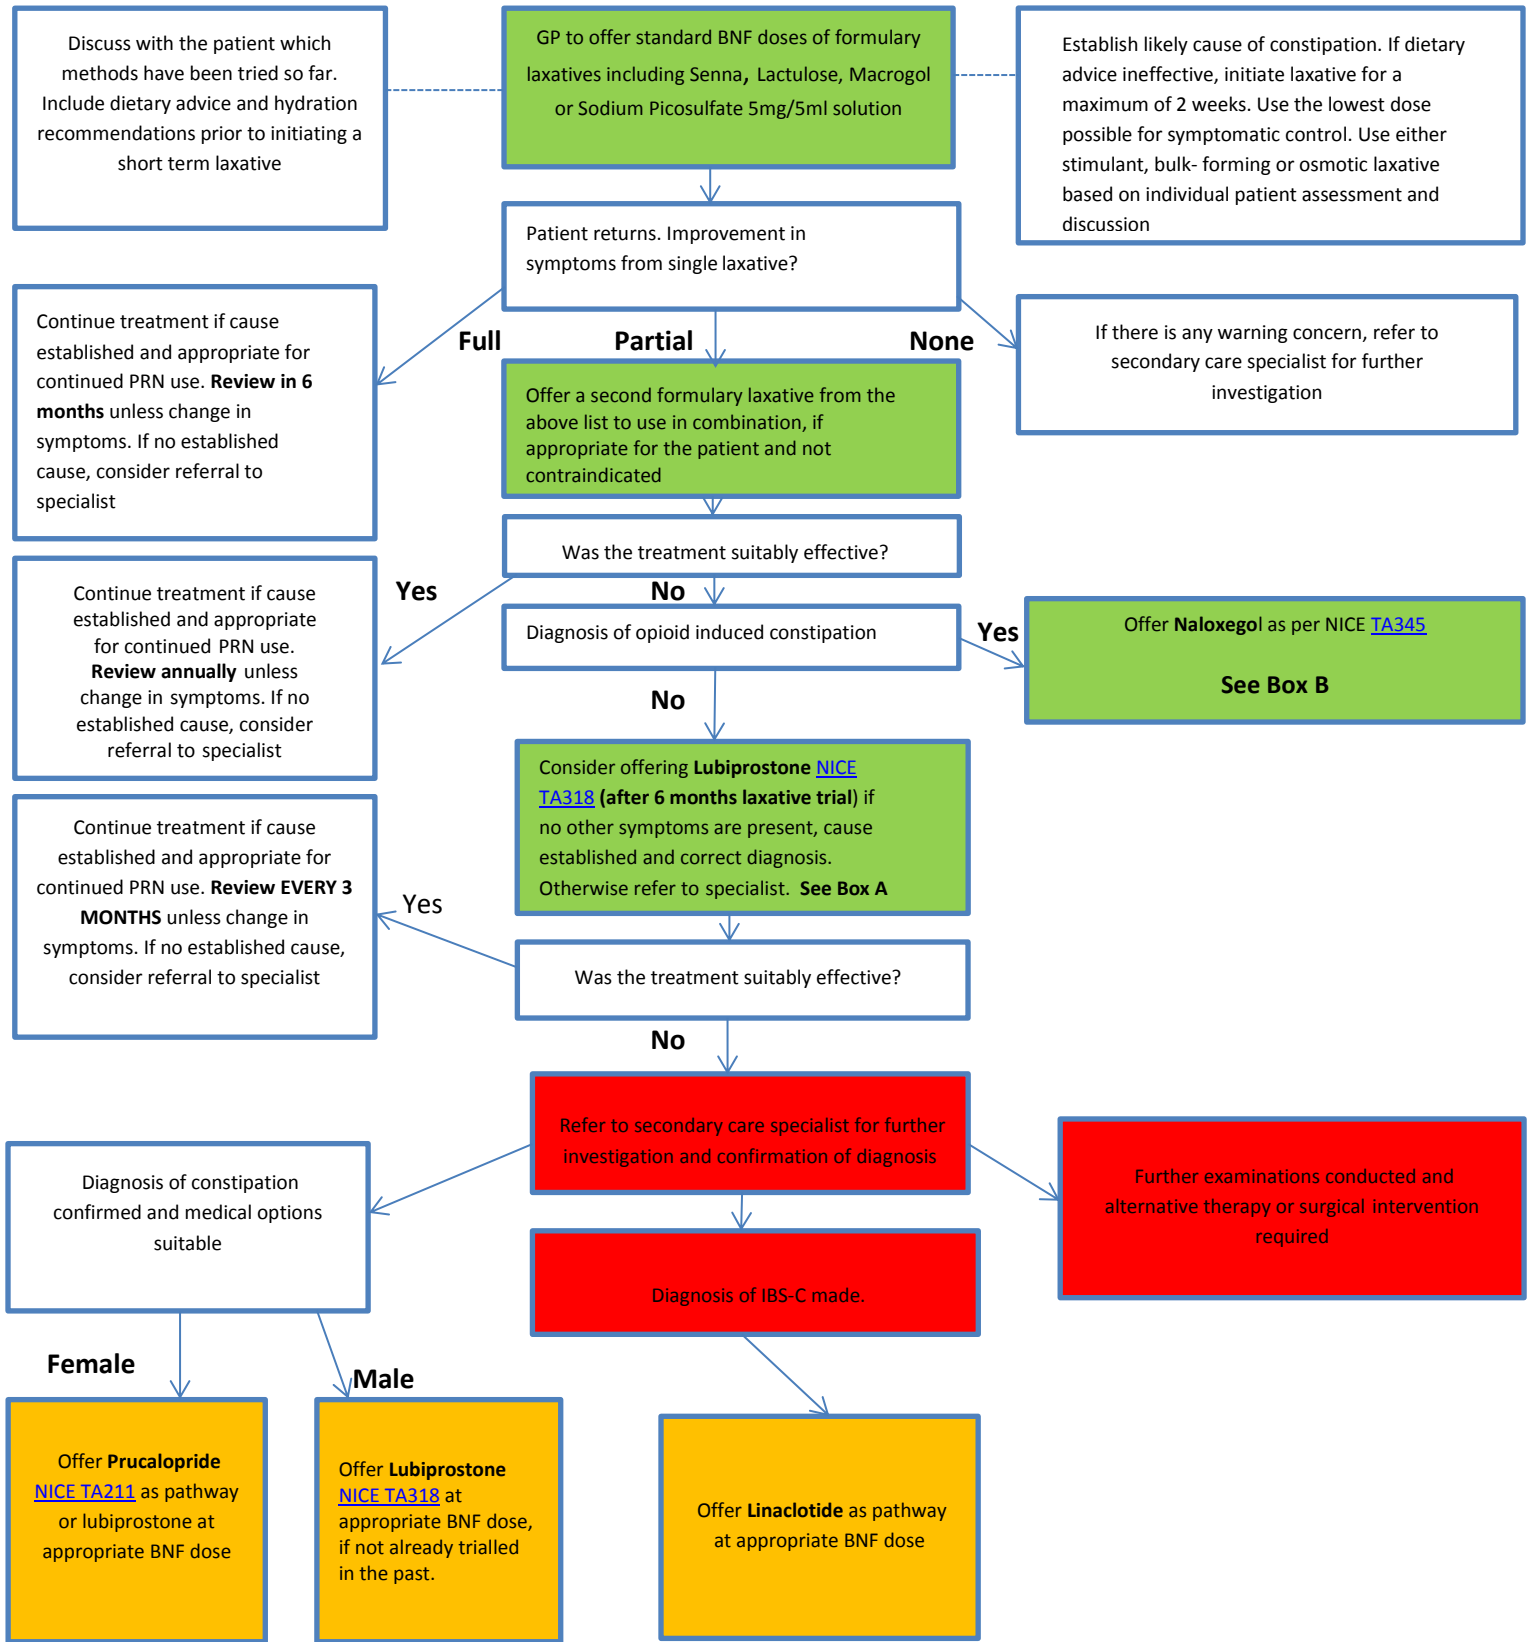 Discuss with the patient which
methods have been tried so far.
Include dietary advice and hydration
recommendations prior to initiating a
short term laxative
GP to offer standard BNF doses of formulary
laxatives including Senna, Lactulose, Macrogol
or Sodium Picosulfate 5mg/5ml solution
Establish likely cause of constipation. If dietary
advice ineffective, initiate laxative for a
maximum of 2 weeks. Use the lowest dose
possible for symptomatic control. Use either
stimulant, bulk- forming or osmotic laxative
based on individual patient assessment and
discussion
Patient returns. Improvement in
symptoms from single laxative?
Full
Partial
None
Continue treatment if cause
established and appropriate for
continued PRN use. Review in 6
months unless change in
symptoms. If no established
cause, consider referral to
specialist
Offer a second formulary laxative from the
above list to use in combination, if
appropriate for the patient and not
contraindicated
If there is any warning concern, refer to
secondary care specialist for further
investigation
Was the treatment suitably effective?
Yes
No
Continue treatment if cause
established and appropriate
for continued PRN use.
Review annually unless
change in symptoms. If no
established cause, consider
referral to specialist
Diagnosis of opioid induced constipation
Yes
No
Offer Naloxegol as per NICE TA345
See Box B
Consider offering Lubiprostone NICE
TA318 (after 6 months laxative trial) if
no other symptoms are present, cause
established and correct diagnosis.
Otherwise refer to specialist. See Box A
Continue treatment if cause
established and appropriate for
continued PRN use. Review EVERY 3
MONTHS unless change in
symptoms. If no established cause,
consider referral to specialist
Yes
Was the treatment suitably effective?
No
Refer to secondary care specialist for further
investigation and confirmation of diagnosis
Diagnosis of constipation
confirmed and medical options
suitable
Further examinations conducted and
alternative therapy or surgical intervention
required
Diagnosis of IBS-C made.
Female
Male
Offer Prucalopride
NICE TA211 as pathway
or lubiprostone at
appropriate BNF dose
Offer Lubiprostone
NICE TA318 at
appropriate BNF dose,
if not already trialled
in the past.
Offer Linaclotide as pathway
at appropriate BNF dose